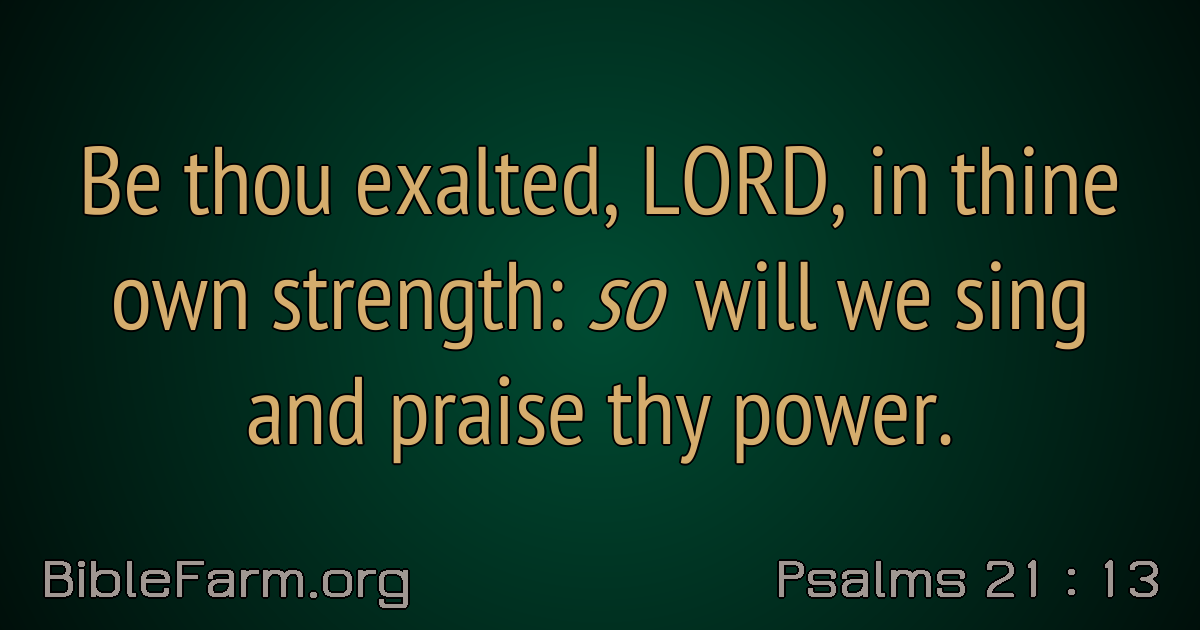 Be thou exalted, LORD, in thine
own strength: so will we sing
and praise thy power.
BibleFarm.org
Psalms 21 : 13